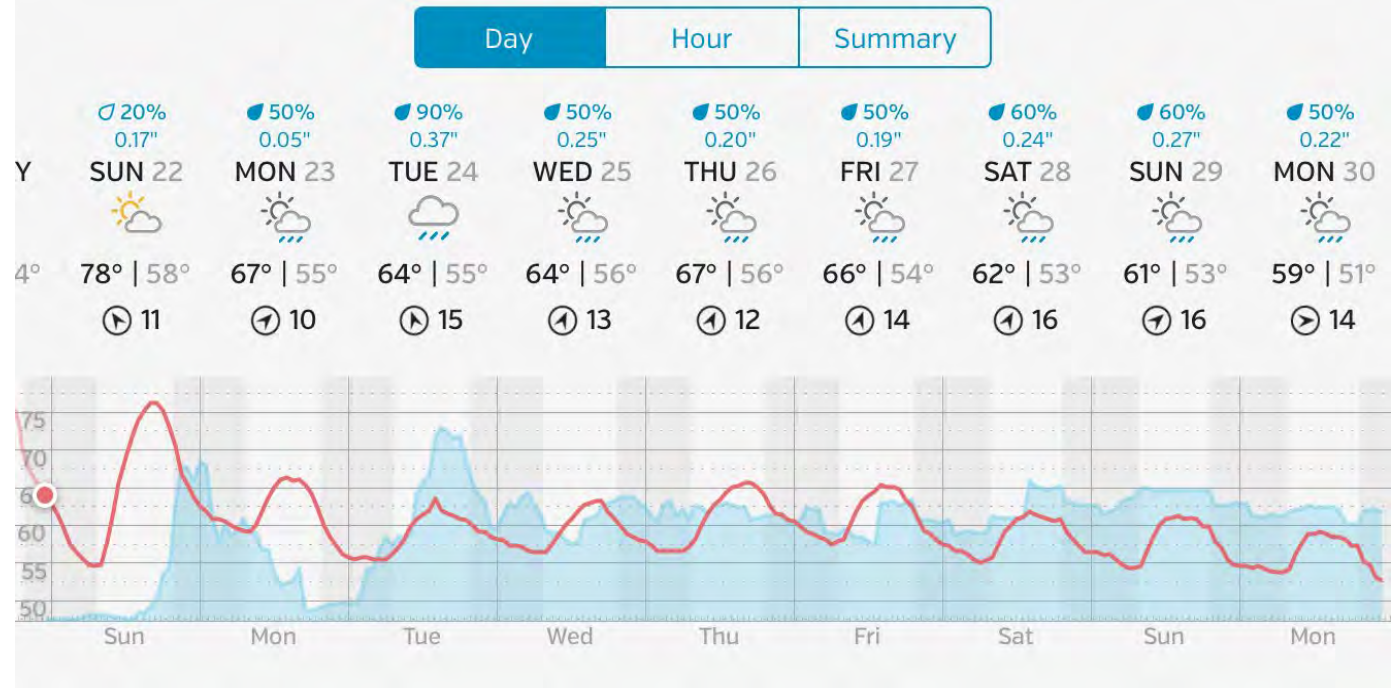 Day Hour Summary
20% 50% 90% 50% 50% 50% 60% 60% 50%
0.17" 0.05" 0.37" 0.25" 0.20" 0.19" 0.24" 0.27" 0.22"
Y SUN 22 MON 23 TUE 24 WED 25 THU 26 FRI 27 SAT 28 SUN 29 MON 30
4° 78° | 58° 67° | 55° 64° | 55° 64° | 56° 67° | 56° 66° | 54° 62° | 53° 61° | 53° 59° | 51°
11 10 15 13 12 14 16 16 14
75
70
60
55
50
Sun Mon Tue Wed Thu Fri Sat Sun Mon